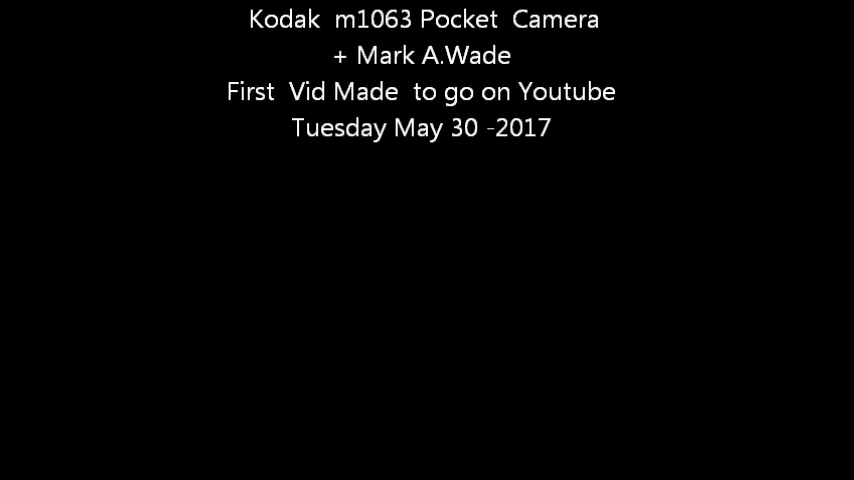 Kodak  m1063 Pocket  Camera
+ Mark A.Wade
First  Vid Made  to go on Youtube
Tuesday May 30 -2017